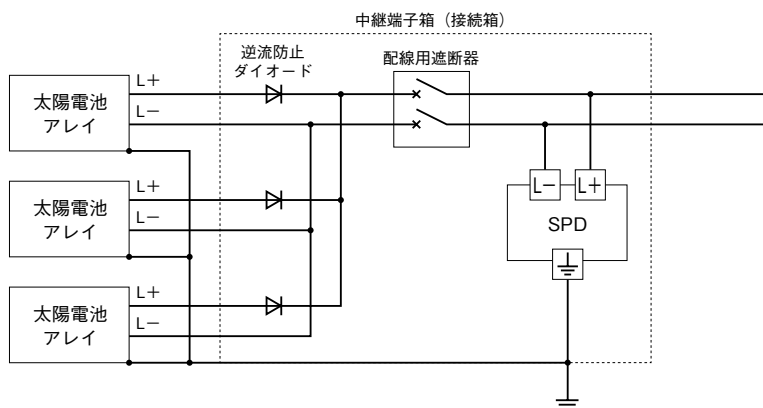 中継端子箱（接続箱）
逆流防止
ダイオード
配線用遮断器
太陽電池
アレイ
L+
L−
太陽電池
アレイ
L+
L−
太陽電池
アレイ
L+
L−
L−
L+
SPD